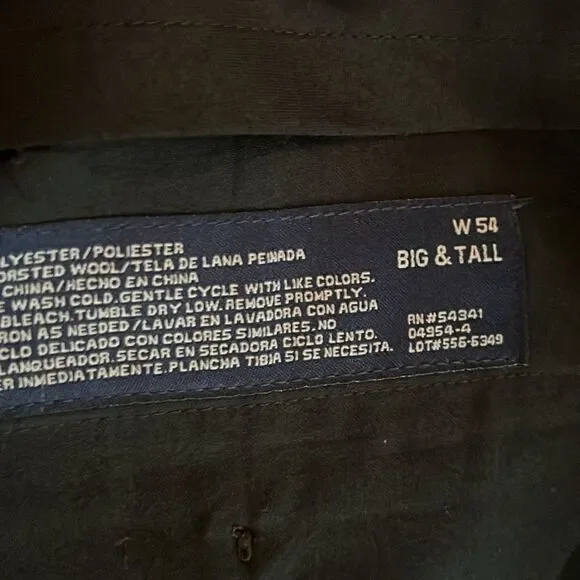 LYESTER/POLIESTER
ORSTED WOOL/TELA DE LANA PEINADA
CHINA/HECHO EN CHINA
E WASH COLD.GENTLE CYCLE WITH LIKE COLORS.
BLEACH.TUMBLE DRY LOW.REMOVE PROMPTLY.
RON AS NEEDED/LAVAR EN LAVADORA CON AGUA
CLO DELICADO CON COLORES SIMILARES.NO
LANQUEADOR.SECAR EN SECADORA CICLO LENTO.
ER INMEDIATAMENTE.PLANCHA TIBIA SI SE NECESITA.
W 54
BIG & TALL
RN#54341
04954-4
LOT#556-5349